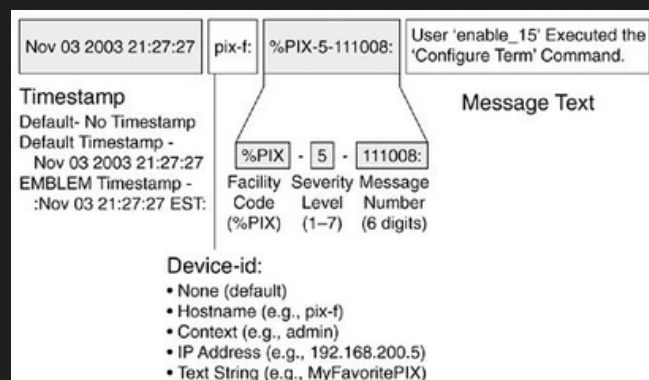 Nov 03 2003 21:27:27 pix-f: %PIX-5-111008: User 'enable_15' Executed the
'Configure Term' Command.
Timestamp
Default- No Timestamp
Default Timestamp -
Nov 03 2003 21:27:27
EMBLEM Timestamp -
:Nov 03 21:27:27 EST:
Message Text
%PIX - 5 - 111008:
Facility Severity Message
Code Level Number
(%PIX) (1–7) (6 digits)
Device-id:
• None (default)
• Hostname (e.g., pix-f)
• Context (e.g., admin)
• IP Address (e.g., 192.168.200.5)
• Text String (e.g., MyFavoritePIX)